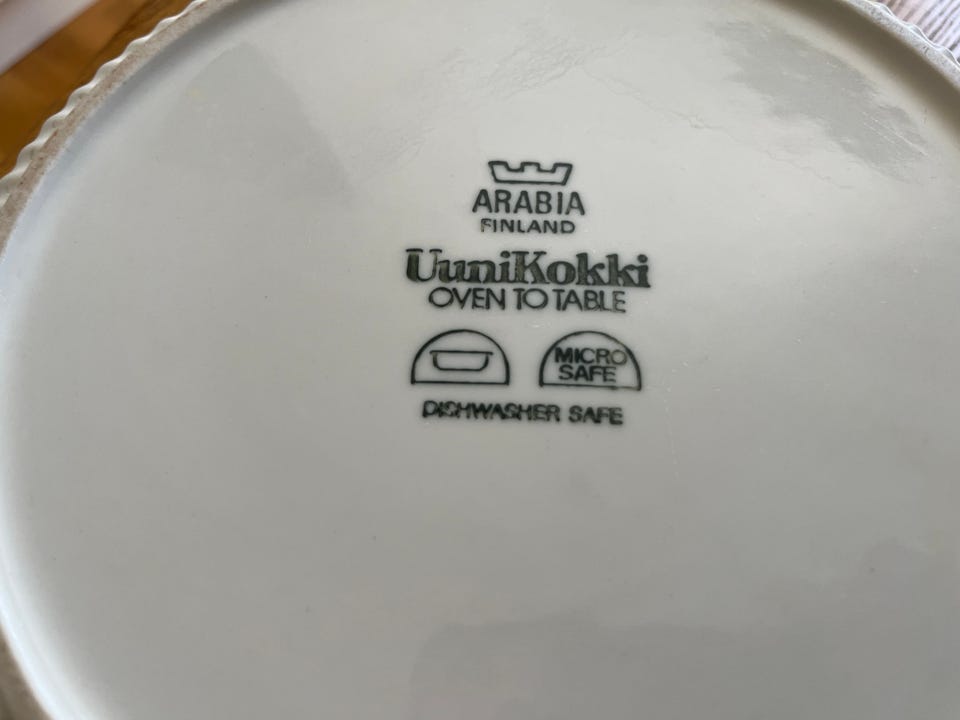 ARABIA
FINLAND
UuniKokki
OVEN TO TABLE
MICRO
SAFE
DISHWASHER SAFE